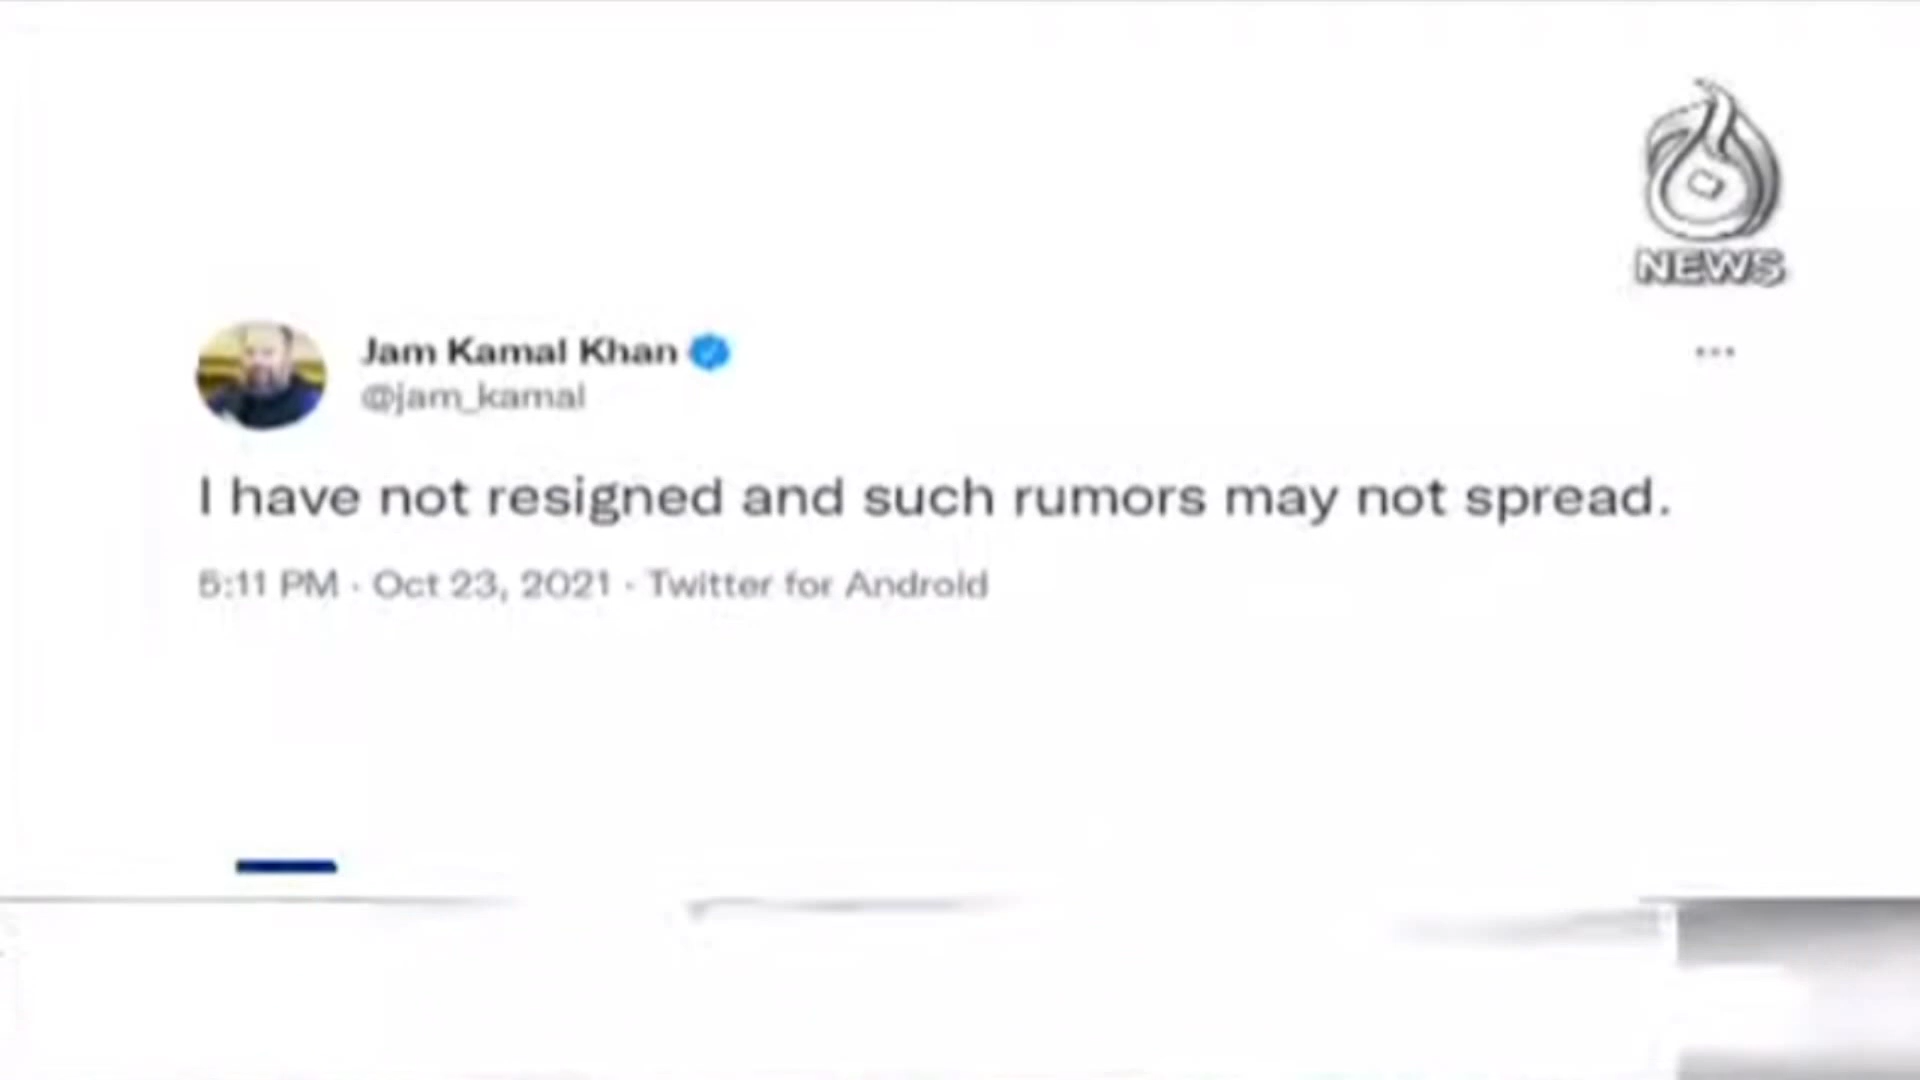 NEWS
Jam Kamal Khan
@jam_kamal
I have not resigned and such rumors may not spread.
5:11 PM · Oct 23, 2021 · Twitter for Android